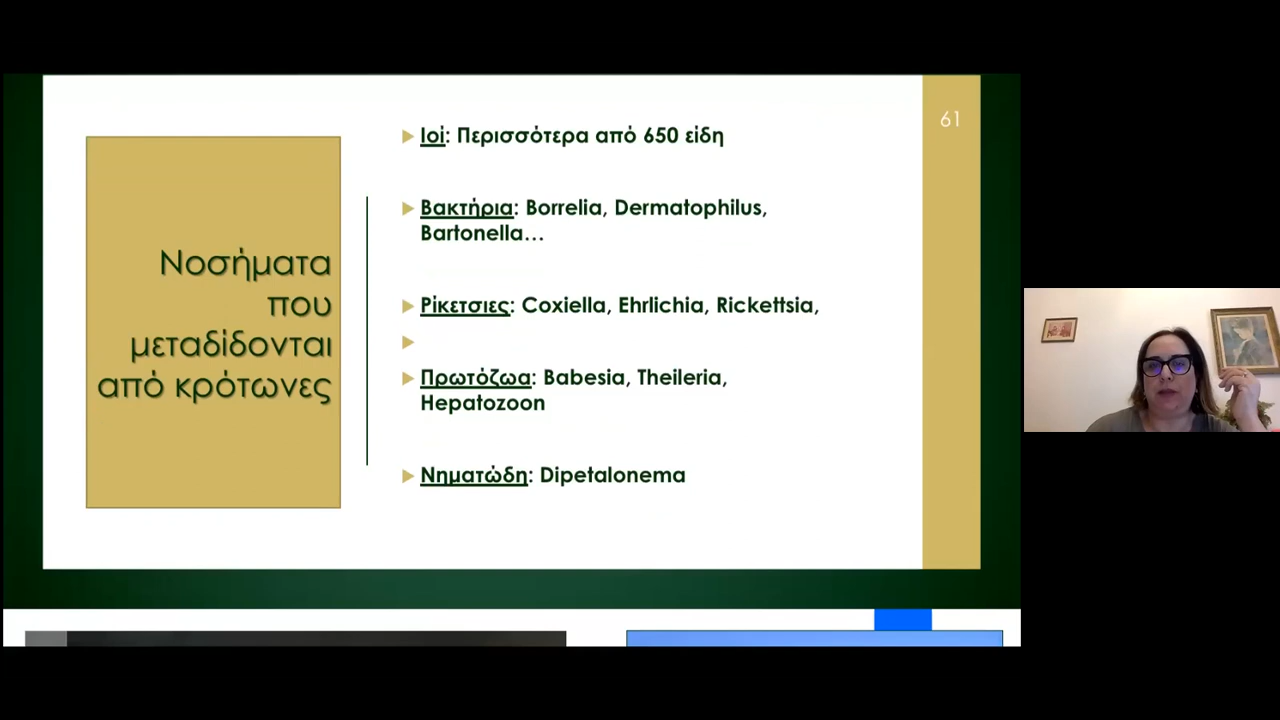 61
Νοσήματα
που
μεταδίδονται
από κρότωνες
Ιοί: Περισσότερα από 650 είδη
Βακτήρια: Borrelia, Dermatophilus,
Bartonella…
Ρίκετσιες: Coxiella, Ehrlichia, Rickettsia,
Πρωτόζωα: Babesia, Theileria,
Hepatozoon
Νηματώδη: Dipetalonema